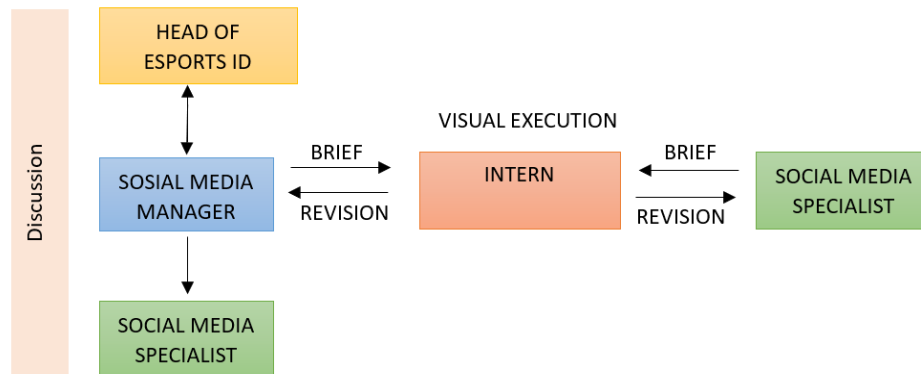 Discussion
HEAD OF
ESPORTS ID
SOSIAL MEDIA
MANAGER
SOCIAL MEDIA
SPECIALIST
BRIEF
REVISION
VISUAL EXECUTION
INTERN
BRIEF
REVISION
SOCIAL MEDIA
SPECIALIST